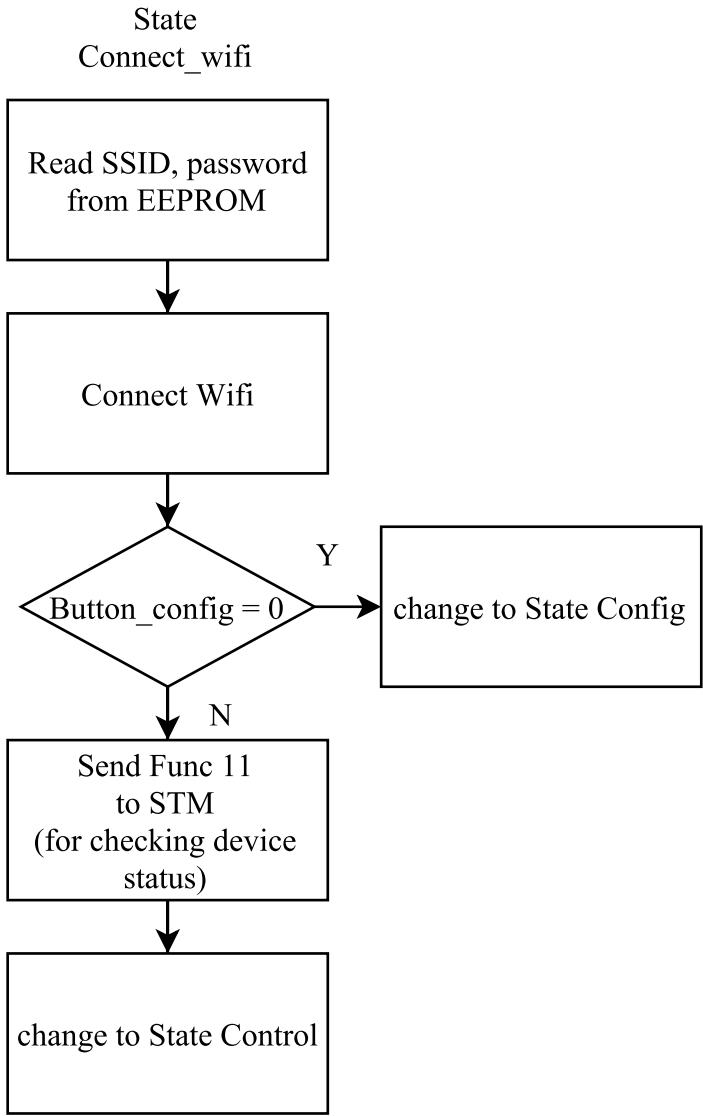 State
Connect_wifi
Read SSID, password
from EEPROM
Connect Wifi
Button_config = 0
Y
change to State Config
N
Send Func 11
to STM
(for checking device
status)
change to State Control